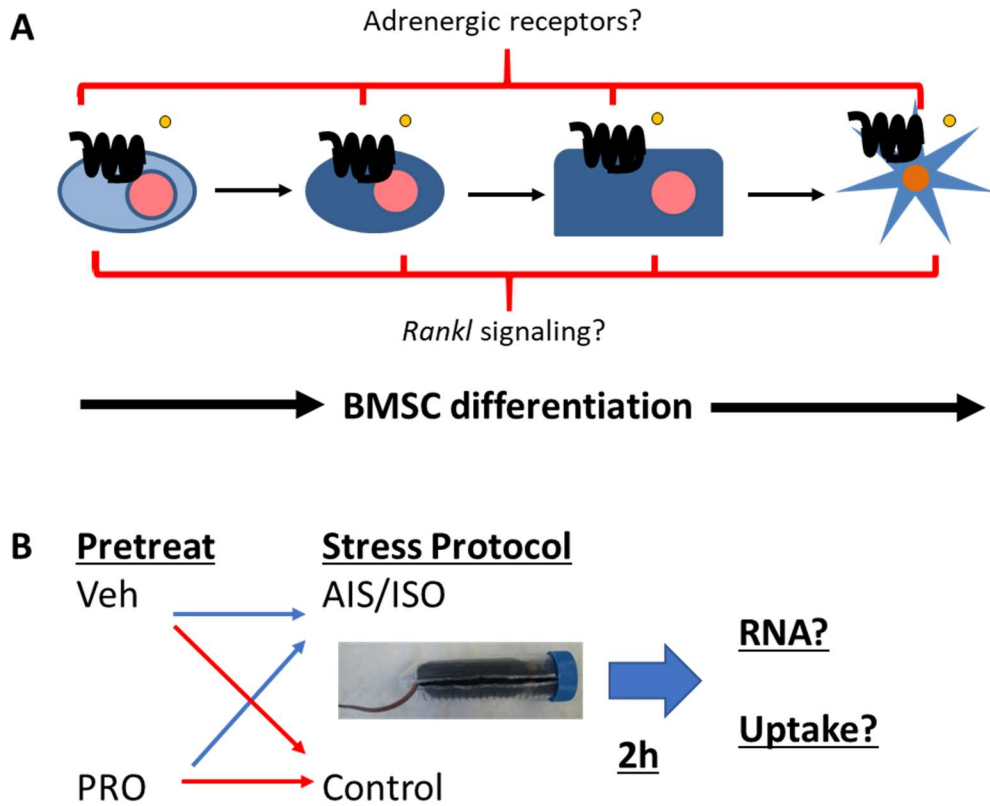 A
Adrenergic receptors?
Rankl signaling?
BMSC differentiation
B
Pretreat
Stress Protocol
Veh
AIS/ISO
RNA?
Uptake?
2h
PRO
Control